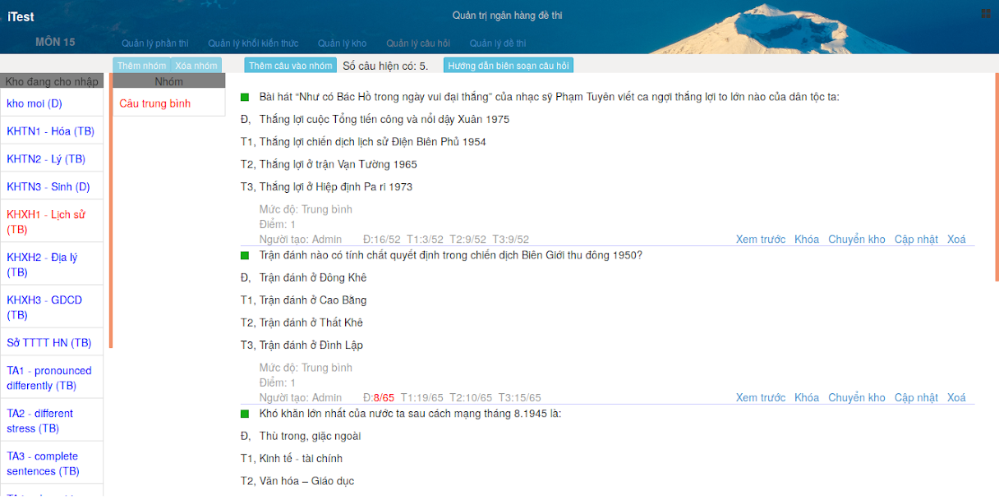 iTest
Quản trị ngân hàng đề thi
MÔN 15
Quản lý phần thi Quản lý khối kiến thức Quản lý kho Quản lý câu hỏi Quản lý đề thi
Thêm nhóm Xóa nhóm
Thêm câu vào nhóm Số câu hiện có: 5. Hướng dẫn biên soạn câu hỏi
Kho đang cho nhập
kho moi (D)
KHTN1 - Hóa (TB)
KHTN2 - Lý (TB)
KHTN3 - Sinh (D)
KHXH1 - Lịch sử
(TB)
KHXH2 - Địa lý
(TB)
KHXH3 - GDCD
(TB)
Sở TTTT HN (TB)
TA1 - pronounced
differently (TB)
TA2 - different
stress (TB)
TA3 - complete
sentences (TB)
Nhóm
Câu trung bình
Bài hát “Như có Bác Hồ trong ngày vui đại thắng” của nhạc sỹ Phạm Tuyên viết ca ngợi thắng lợi to lớn nào của dân tộc ta:
Đ, Thắng lợi cuộc Tổng tiến công và nổi dậy Xuân 1975
T1, Thắng lợi chiến dịch lịch sử Điện Biên Phủ 1954
T2, Thắng lợi ở trận Vạn Tường 1965
T3, Thắng lợi ở Hiệp định Pa ri 1973
Mức độ: Trung bình
Điểm: 1
Người tạo: Admin Đ:16/52 T1:3/52 T2:9/52 T3:9/52 Xem trước Khóa Chuyển kho Cập nhật Xoá
Trận đánh nào có tính chất quyết định trong chiến dịch Biên Giới thu đông 1950?
Đ, Trận đánh ở Đông Khê
T1, Trận đánh ở Cao Bằng
T2, Trận đánh ở Thất Khê
T3, Trận đánh ở Đình Lập
Mức độ: Trung bình
Điểm: 1
Người tạo: Admin Đ:8/65 T1:19/65 T2:10/65 T3:15/65 Xem trước Khóa Chuyển kho Cập nhật Xoá
Khó khăn lớn nhất của nước ta sau cách mạng tháng 8.1945 là:
Đ, Thù trong, giặc ngoài
T1, Kinh tế - tài chính
T2, Văn hóa – Giáo dục